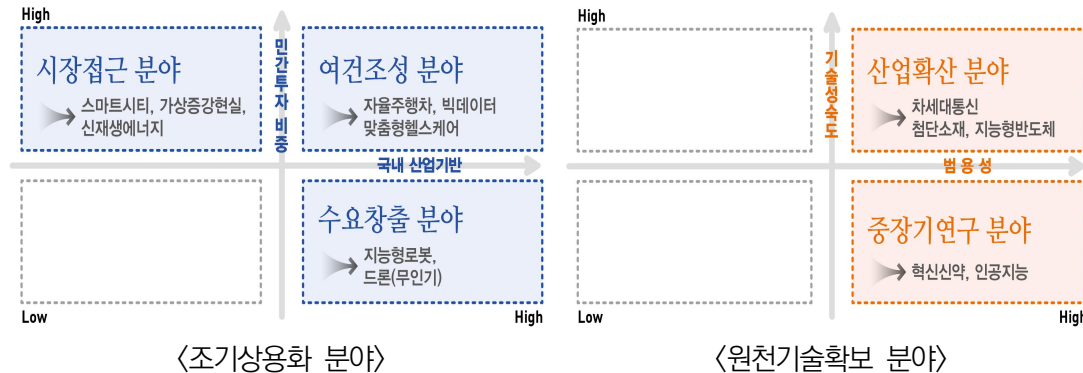 High
민간투자 비중
시장접근 분야
스마트시티, 가상증강현실,
신재생에너지
여건조성 분야
자율주행차, 빅데이터
맞춤형헬스케어
국내 산업기반
수요창출 분야
지능형로봇,
드론(무인기)
Low
High
〈조기상용화 분야〉
High
기술성숙도
산업확산 분야
차세대통신
첨단소재, 지능형반도체
범용성
중장기연구 분야
혁신신약, 인공지능
Low
High
〈원천기술확보 분야〉